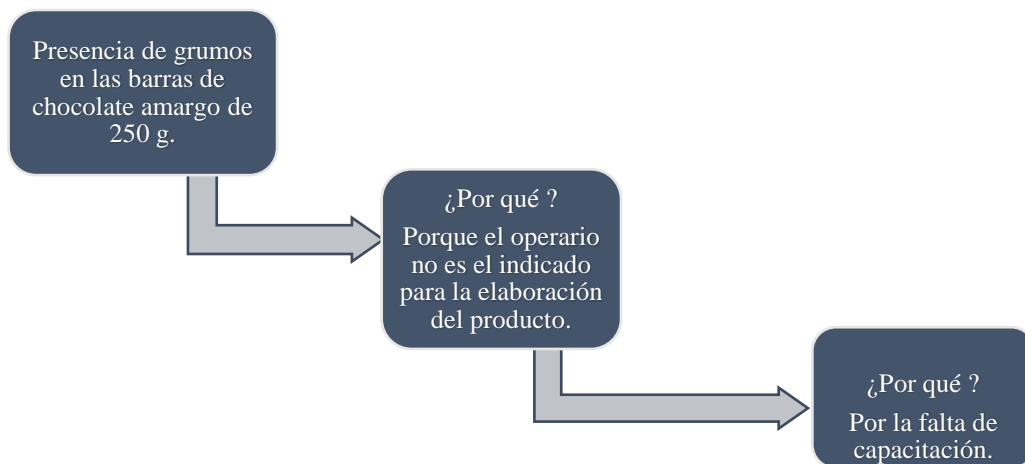 Presencia de grumos
en las barras de
chocolate amargo de
250 g.
¿Por qué ?
Porque el operario
no es el indicado
para la elaboración
del producto.
¿Por qué ?
Por la falta de
capacitación.